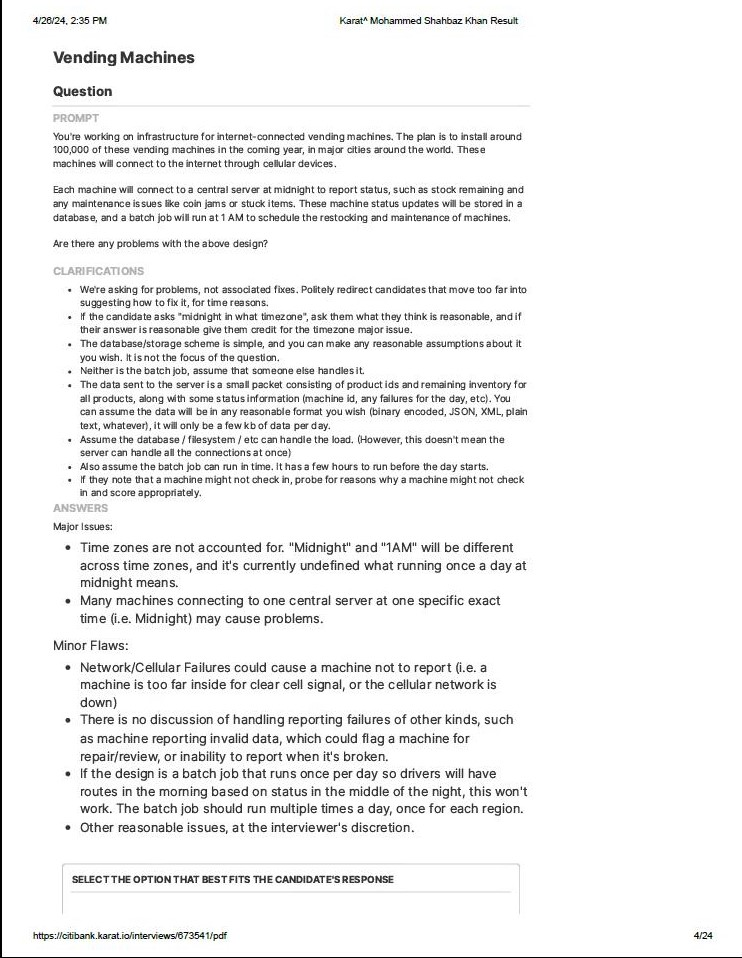 4/26/24, 2:35 PM
Karat^ Mohammed Shahbaz Khan Result
Vending Machines
Question
PROMPT
You're working on infrastructure for internet-connected vending machines. The plan is to install around
100,000 of these vending machines in the coming year, in major cities around the world. These
machines will connect to the internet through cellular devices.
Each machine will connect to a central server at midnight to report status, such as stock remaining and
any maintenance issues like coin jams or stuck items. These machine status updates will be stored in a
database, and a batch job will run at 1 AM to schedule the restocking and maintenance of machines.
Are there any problems with the above design?
CLARIFICATIONS
• We're asking for problems, not associated fixes. Politely redirect candidates that move too far into
suggesting how to fix it, for time reasons.
• If the candidate asks "midnight in what timezone", ask them what they think is reasonable, and if
their answer is reasonable give them credit for the timezone major issue.
• The database/storage scheme is simple, and you can make any reasonable assumptions about it
you wish. It is not the focus of the question.
• Neither is the batch job, assume that someone else handles it.
• The data sent to the server is a small packet consisting of product ids and remaining inventory for
all products, along with some status information (machine id, any failures for the day, etc). You
can assume the data will be in any reasonable format you wish (binary encoded, JSON, XML, plain
text, whatever), it will only be a few kb of data per day.
• Assume the database / filesystem / etc can handle the load. (However, this doesn't mean the
server can handle all the connections at once)
• Also assume the batch job can run in time. It has a few hours to run before the day starts.
• If they note that a machine might not check in, probe for reasons why a machine might not check
in and score appropriately.
ANSWERS
Major Issues:
• Time zones are not accounted for. "Midnight" and "1AM" will be different
across time zones, and it's currently undefined what running once a day at
midnight means.
• Many machines connecting to one central server at one specific exact
time (i.e. Midnight) may cause problems.
Minor Flaws:
• Network/Cellular Failures could cause a machine not to report (i.e. a
machine is too far inside for clear cell signal, or the cellular network is
down)
• There is no discussion of handling reporting failures of other kinds, such
as machine reporting invalid data, which could flag a machine for
repair/review, or inability to report when it's broken.
• If the design is a batch job that runs once per day so drivers will have
routes in the morning based on status in the middle of the night, this won't
work. The batch job should run multiple times a day, once for each region.
• Other reasonable issues, at the interviewer's discretion.
SELECT THE OPTION THAT BEST FITS THE CANDIDATE'S RESPONSE
https://citibank.karat.io/interviews/673541/pdf
4/24